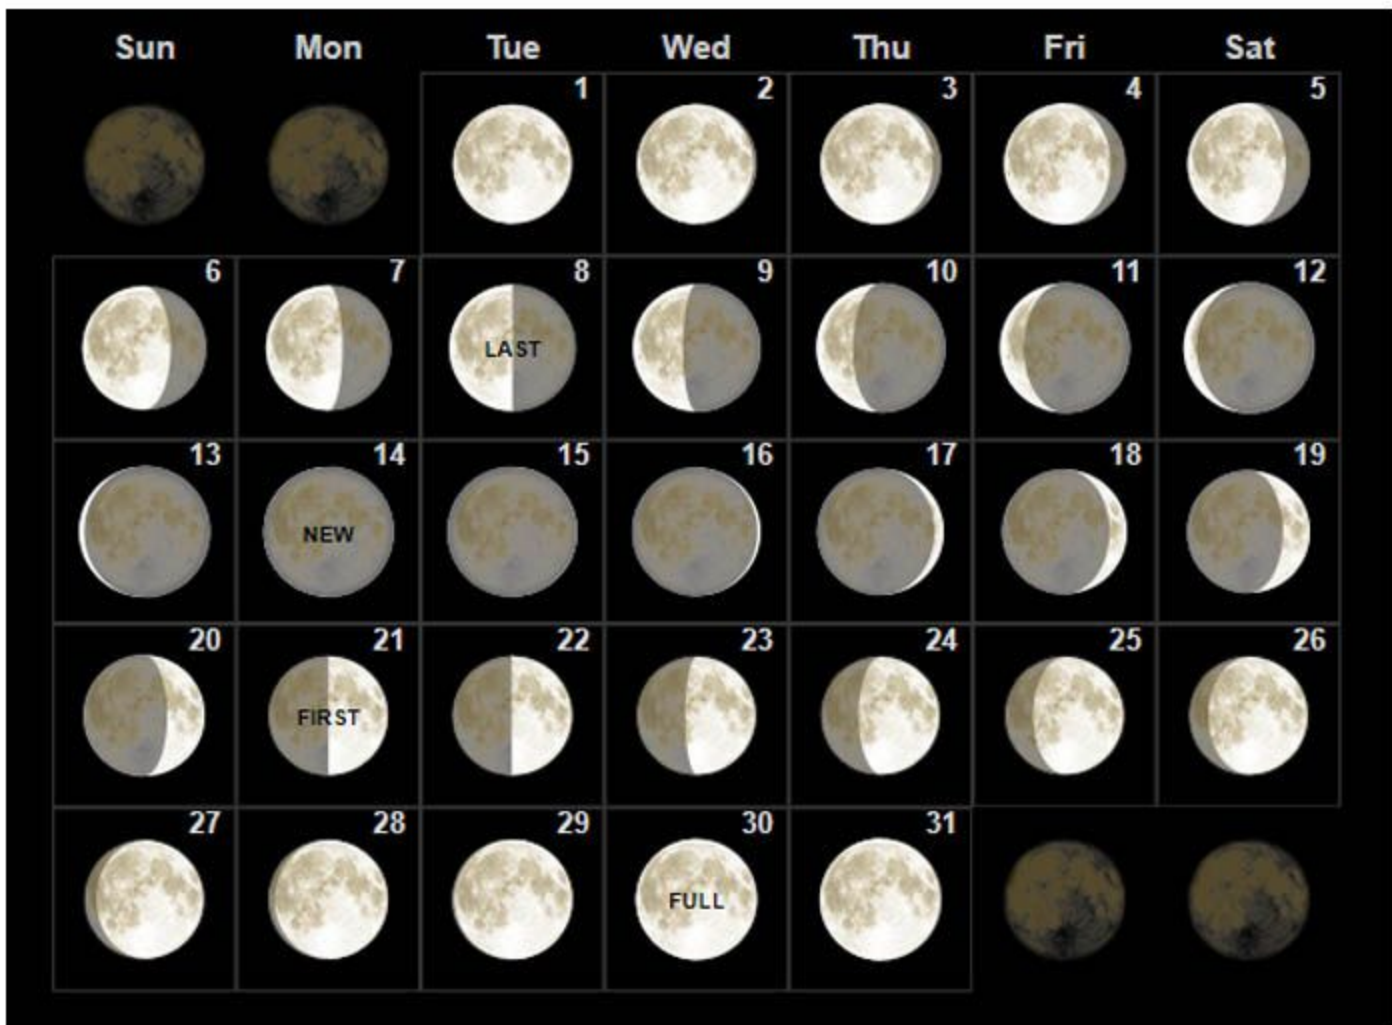 Sun Mon Tue Wed Thu Fri Sat
1 2 3 4 5
6 7 8 9 10 11 12
LAST
13 14 15 16 17 18 19
NEW
20 21 22 23 24 25 26
FIRST
27 28 29 30 31
FULL